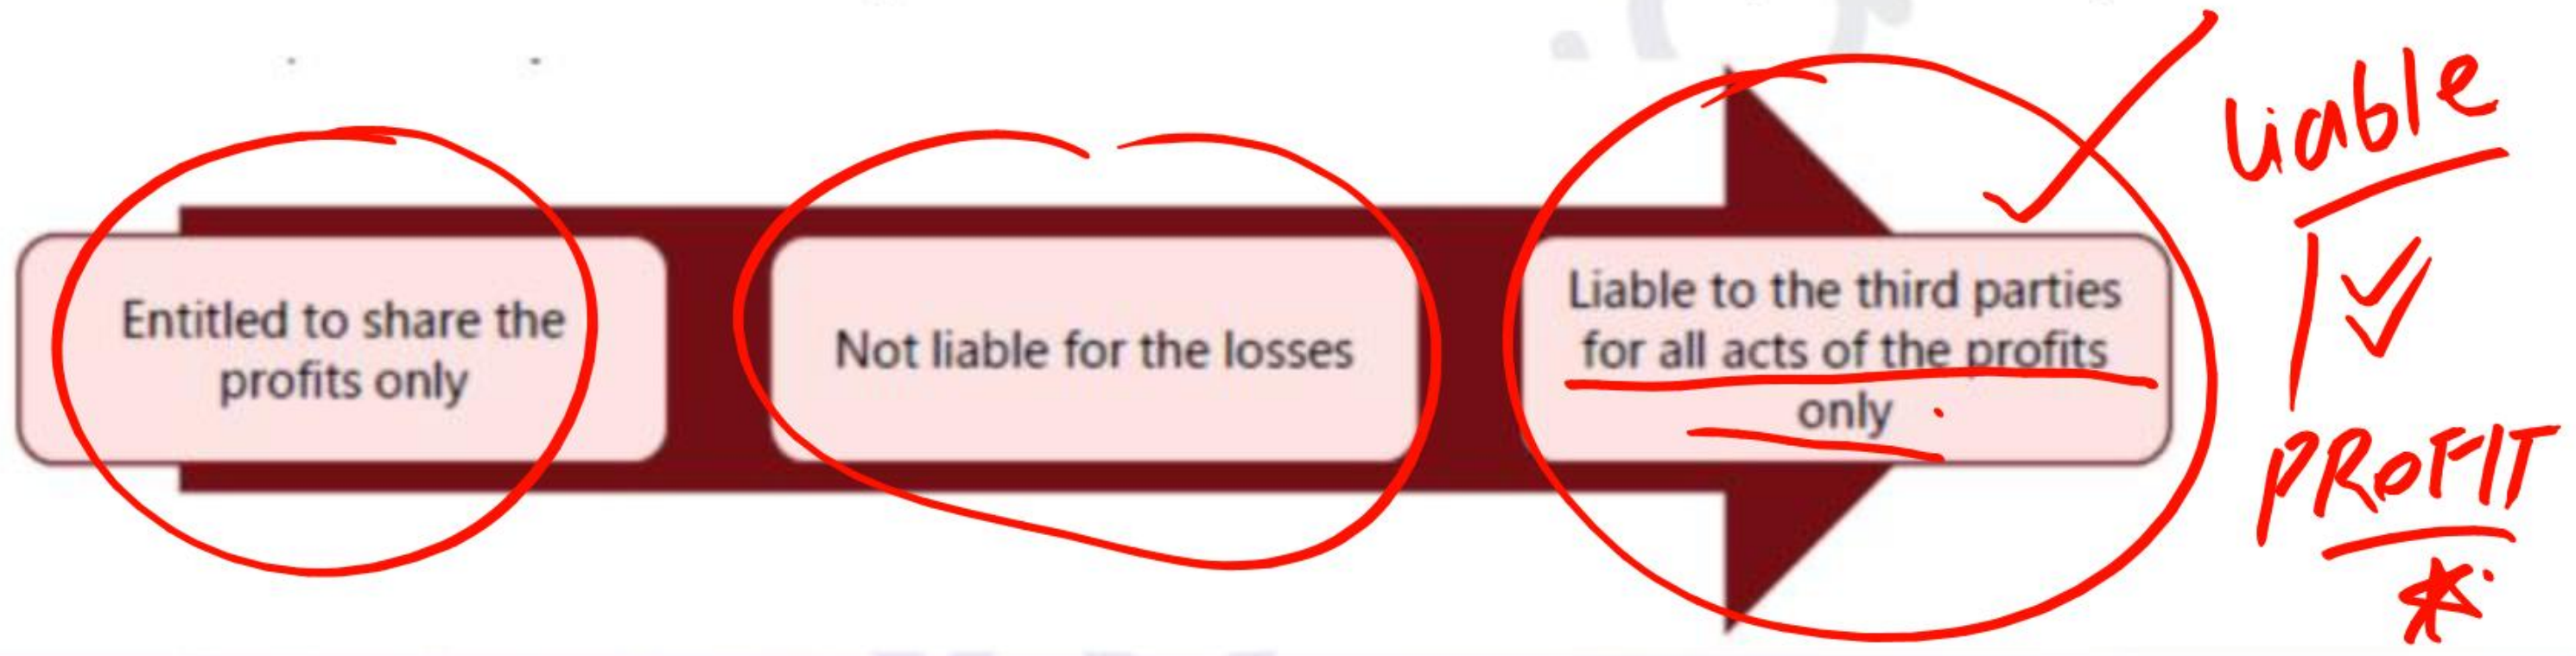 Entitled to share the
profits only
Not liable for the losses
Liable to the third parties
for all acts of the profits
only
liable
PROFIT